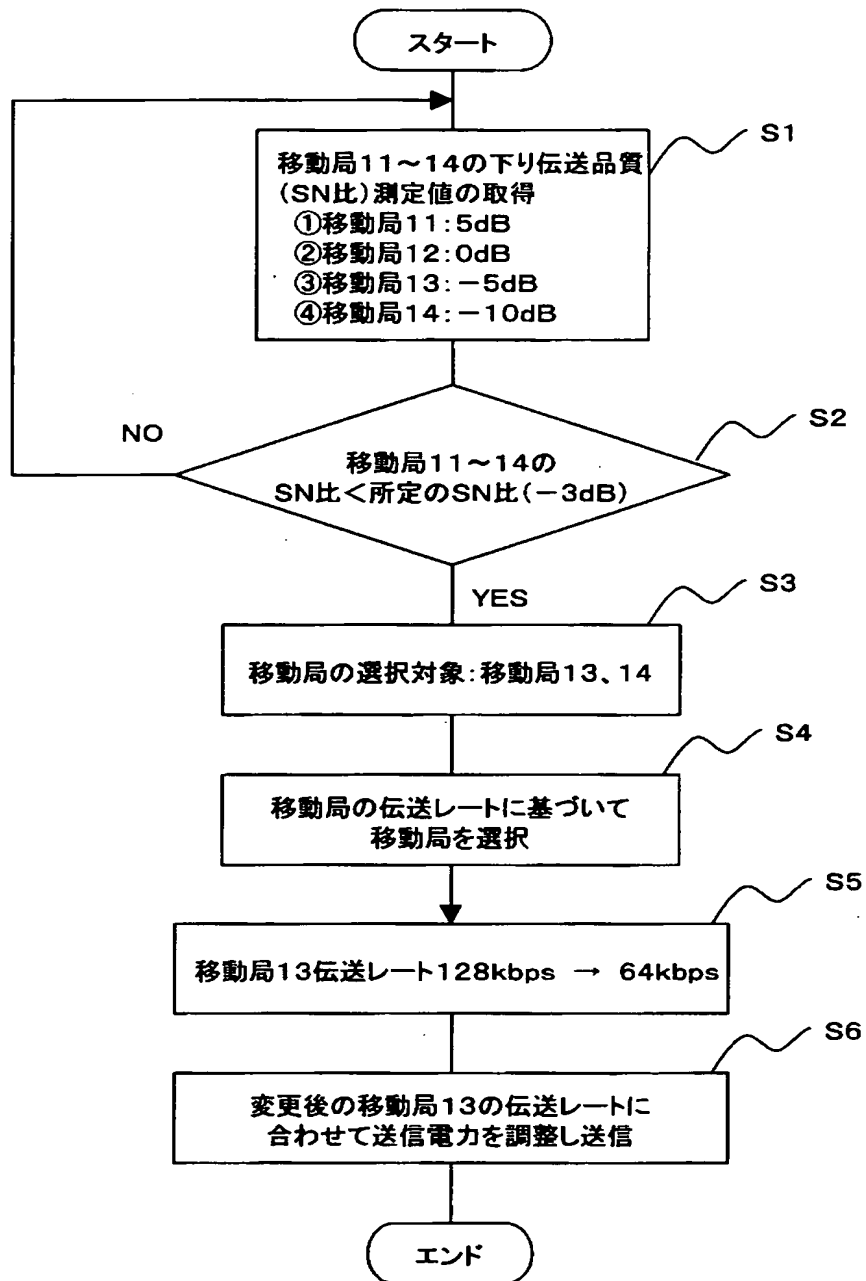 スタート
S1
移動局11～14の下り伝送品質
(SN比)測定値の取得
①移動局11:5dB
②移動局12:0dB
③移動局13:－5dB
④移動局14:－10dB
S2
NO
移動局11～14の
SN比＜所定のSN比(－3dB)
YES
S3
移動局の選択対象:移動局13、14
S4
移動局の伝送レートに基づいて
移動局を選択
S5
移動局13伝送レート128kbps → 64kbps
S6
変更後の移動局13の伝送レートに
合わせて送信電力を調整し送信
エンド